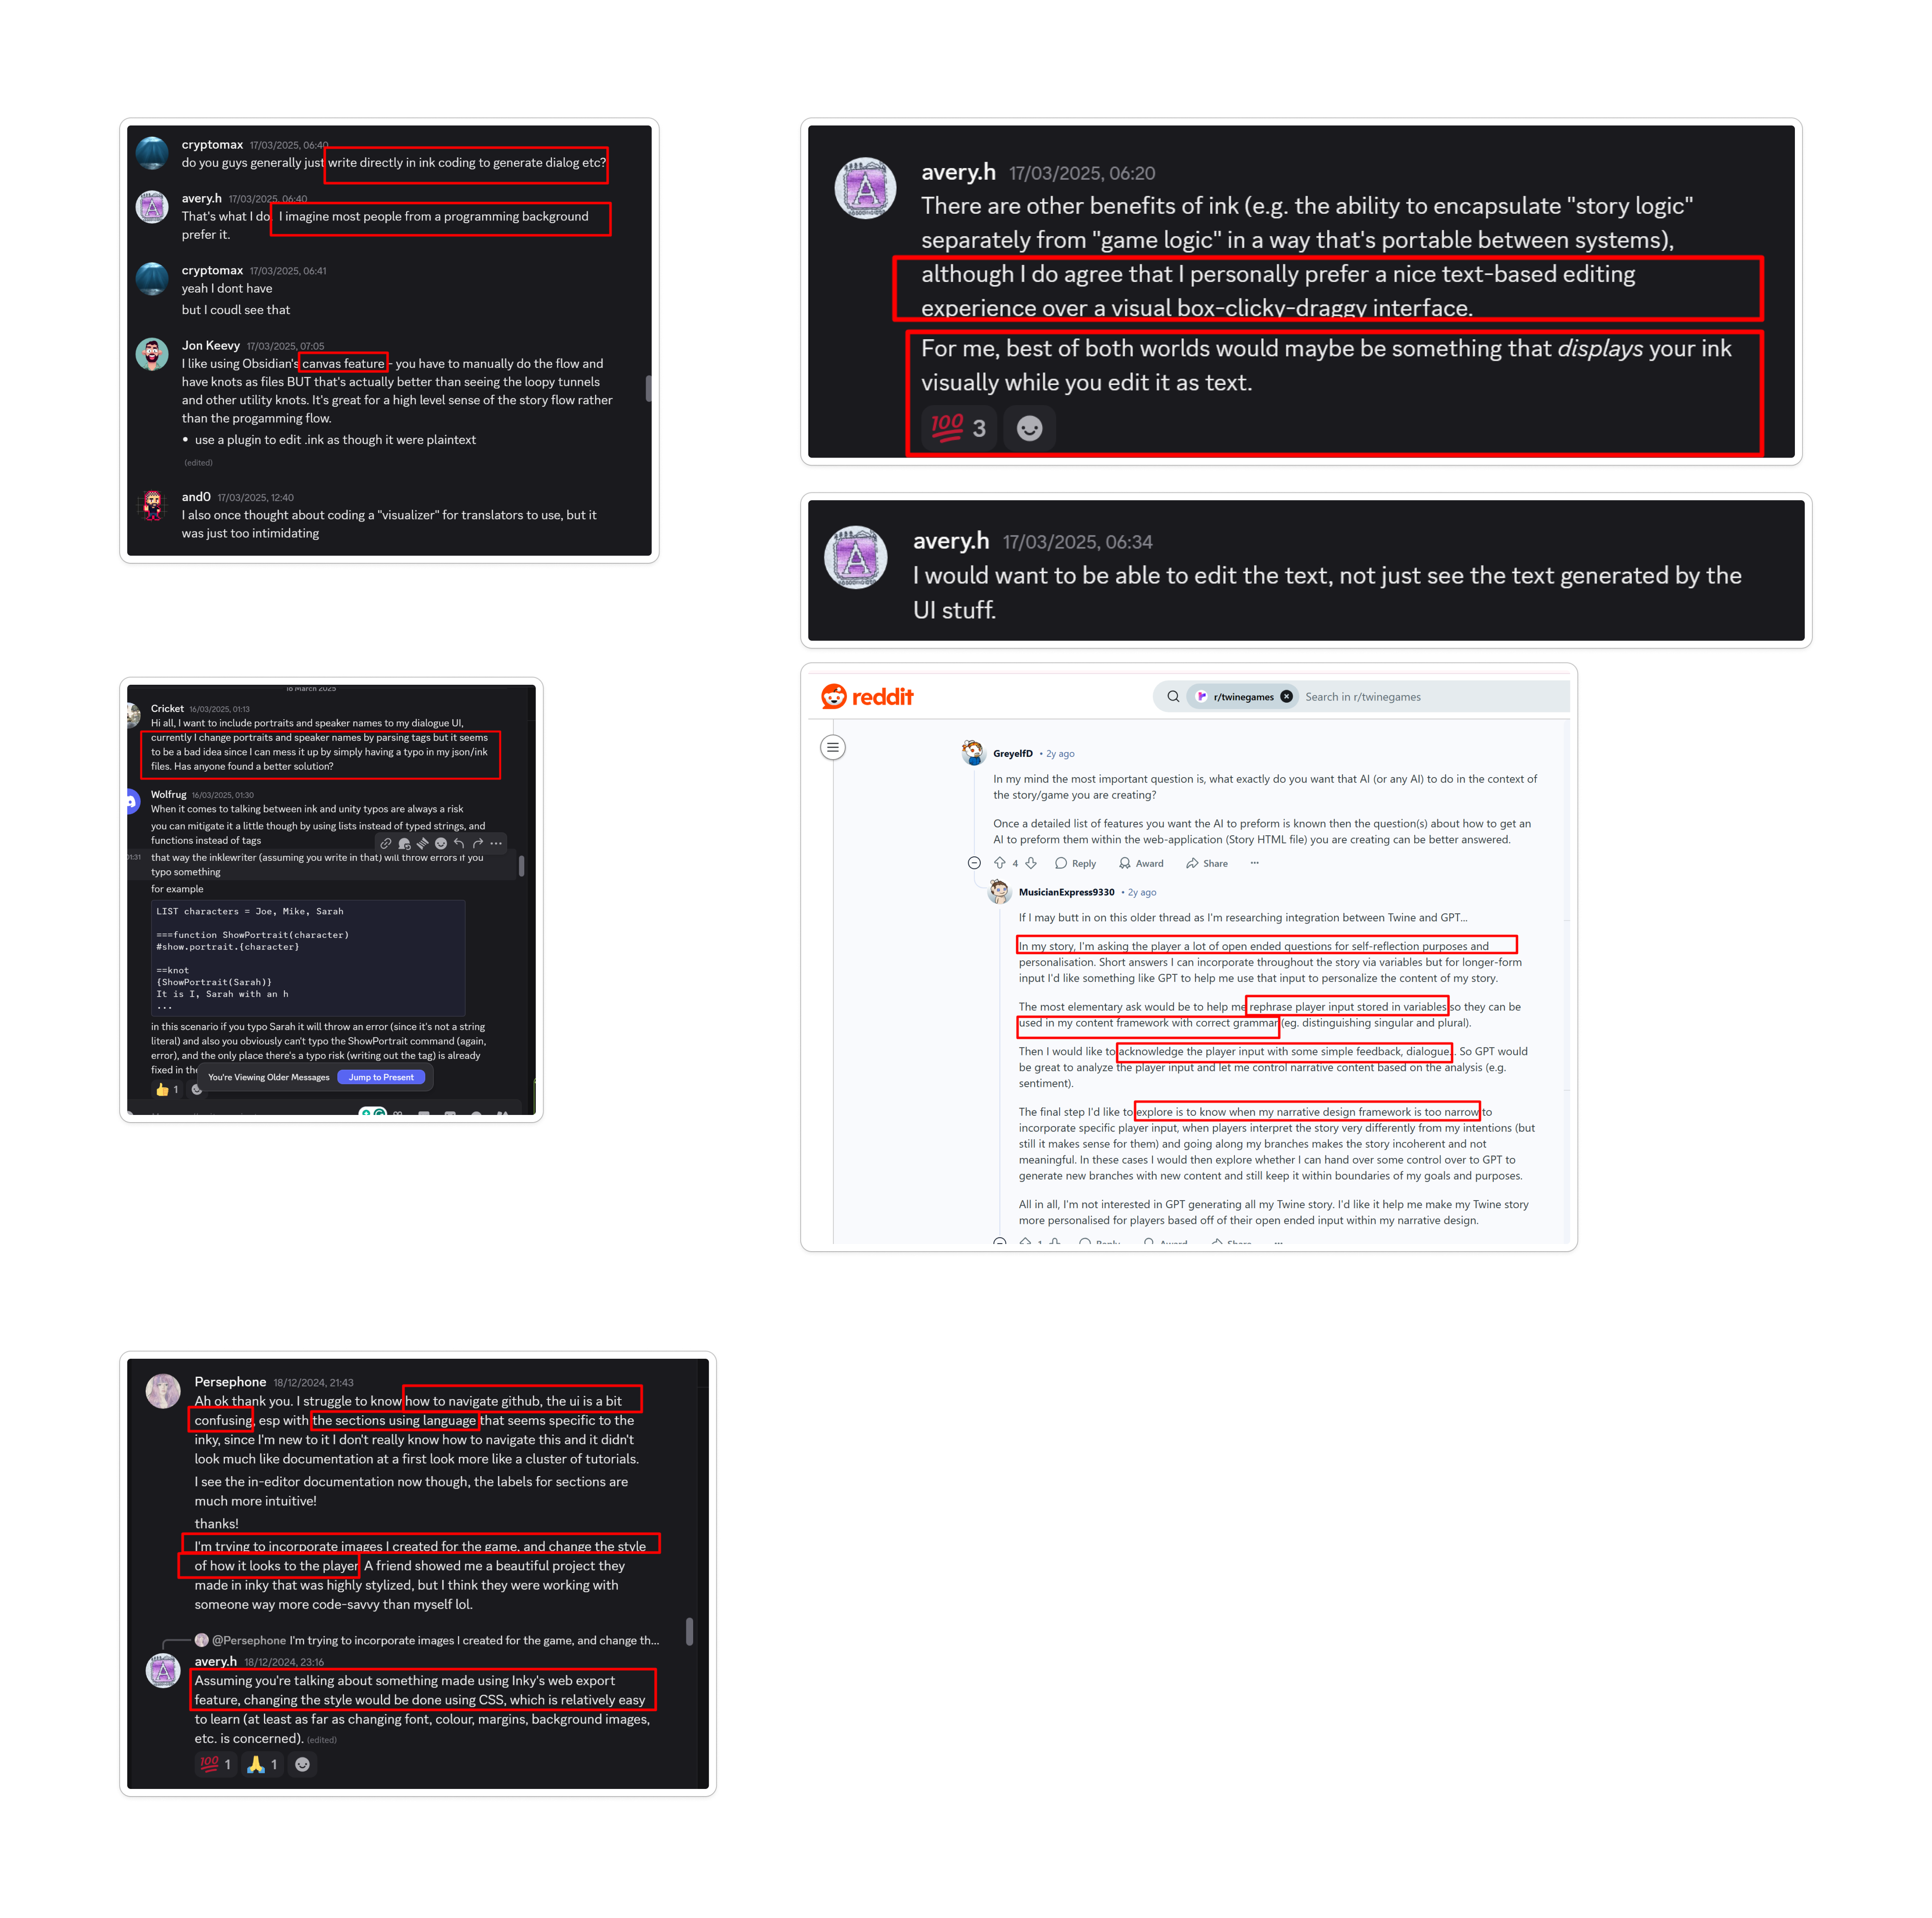 cryptomax 17/03/2025, 06:40
do you guys generally just write directly in ink coding to generate dialog etc?
avery.h 17/03/2025, 06:40
That's what I do. I imagine most people from a programming background
prefer it.
cryptomax 17/03/2025, 06:41
yeah I dont have
but I coudl see that
Jon Keevy 17/03/2025, 07:05
I like using Obsidian's canvas feature - you have to manually do the flow and
have knots as files BUT that's actually better than seeing the loopy tunnels
and other utility knots. It's great for a high level sense of the story flow rather
than the progamming flow.
• use a plugin to edit .ink as though it were plaintext
(edited)
and0 17/03/2025, 12:40
I also once thought about coding a "visualizer" for translators to use, but it
was just too intimidating
avery.h 17/03/2025, 06:20
There are other benefits of ink (e.g. the ability to encapsulate "story logic"
separately from "game logic" in a way that's portable between systems),
although I do agree that I personally prefer a nice text-based editing
experience over a visual box-clicky-draggy interface.
For me, best of both worlds would maybe be something that displays your ink
visually while you edit it as text.
100 3
avery.h 17/03/2025, 06:34
I would want to be able to edit the text, not just see the text generated by the
UI stuff.
March 2025
Cricket 16/03/2025, 01:13
Hi all, I want to include portraits and speaker names to my dialogue UI,
currently I change portraits and speaker names by parsing tags but it seems
to be a bad idea since I can mess it up by simply having a typo in my json/ink
files. Has anyone found a better solution?
Wolfrug 16/03/2025, 01:30
When it comes to talking between ink and unity typos are always a risk
you can mitigate it a little though by using lists instead of typed strings, and
functions instead of tags
01:31 that way the inklewriter (assuming you write in that) will throw errors if you
typo something
for example
LIST characters = Joe, Mike, Sarah
===function ShowPortrait(character)
#show.portrait.{character}
==knot
{ShowPortrait(Sarah)}
It is I, Sarah with an h
...
in this scenario if you typo Sarah it will throw an error (since it's not a string
literal) and also you obviously can't typo the ShowPortrait command (again,
error), and the only place there's a typo risk (writing out the tag) is already
fixed in the
You're Viewing Older Messages Jump to Present
1
reddit
r/twinegames Search in r/twinegames
GreyelfD • 2y ago
In my mind the most important question is, what exactly do you want that AI (or any AI) to do in the context of
the story/game you are creating?
Once a detailed list of features you want the AI to preform is known then the question(s) about how to get an
AI to preform them within the web-application (Story HTML file) you are creating can be better answered.
4 Reply Award Share ...
MusicianExpress9330 • 2y ago
If I may butt in on this older thread as I'm researching integration between Twine and GPT...
In my story, I'm asking the player a lot of open ended questions for self-reflection purposes and
personalisation. Short answers I can incorporate throughout the story via variables but for longer-form
input I'd like something like GPT to help me use that input to personalize the content of my story.
The most elementary ask would be to help me rephrase player input stored in variables so they can be
used in my content framework with correct grammar (eg. distinguishing singular and plural).
Then I would like to acknowledge the player input with some simple feedback, dialogue.. So GPT would
be great to analyze the player input and let me control narrative content based on the analysis (e.g.
sentiment).
The final step I'd like to explore is to know when my narrative design framework is too narrow to
incorporate specific player input, when players interpret the story very differently from my intentions (but
still it makes sense for them) and going along my branches makes the story incoherent and not
meaningful. In these cases I would then explore whether I can hand over some control over to GPT to
generate new branches with new content and still keep it within boundaries of my goals and purposes.
All in all, I'm not interested in GPT generating all my Twine story. I'd like it help me make my Twine story
more personalised for players based off of their open ended input within my narrative design.
1 Reply Award Share ...
Persephone 18/12/2024, 21:43
Ah ok thank you. I struggle to know how to navigate github, the ui is a bit
confusing, esp with the sections using language that seems specific to the
inky, since I'm new to it I don't really know how to navigate this and it didn't
look much like documentation at a first look more like a cluster of tutorials.
I see the in-editor documentation now though, the labels for sections are
much more intuitive!
thanks!
I'm trying to incorporate images I created for the game, and change the style
of how it looks to the player. A friend showed me a beautiful project they
made in inky that was highly stylized, but I think they were working with
someone way more code-savvy than myself lol.
@Persephone I'm trying to incorporate images I created for the game, and change th...
avery.h 18/12/2024, 23:16
Assuming you're talking about something made using Inky's web export
feature, changing the style would be done using CSS, which is relatively easy
to learn (at least as far as changing font, colour, margins, background images,
etc. is concerned). (edited)
100 1 1